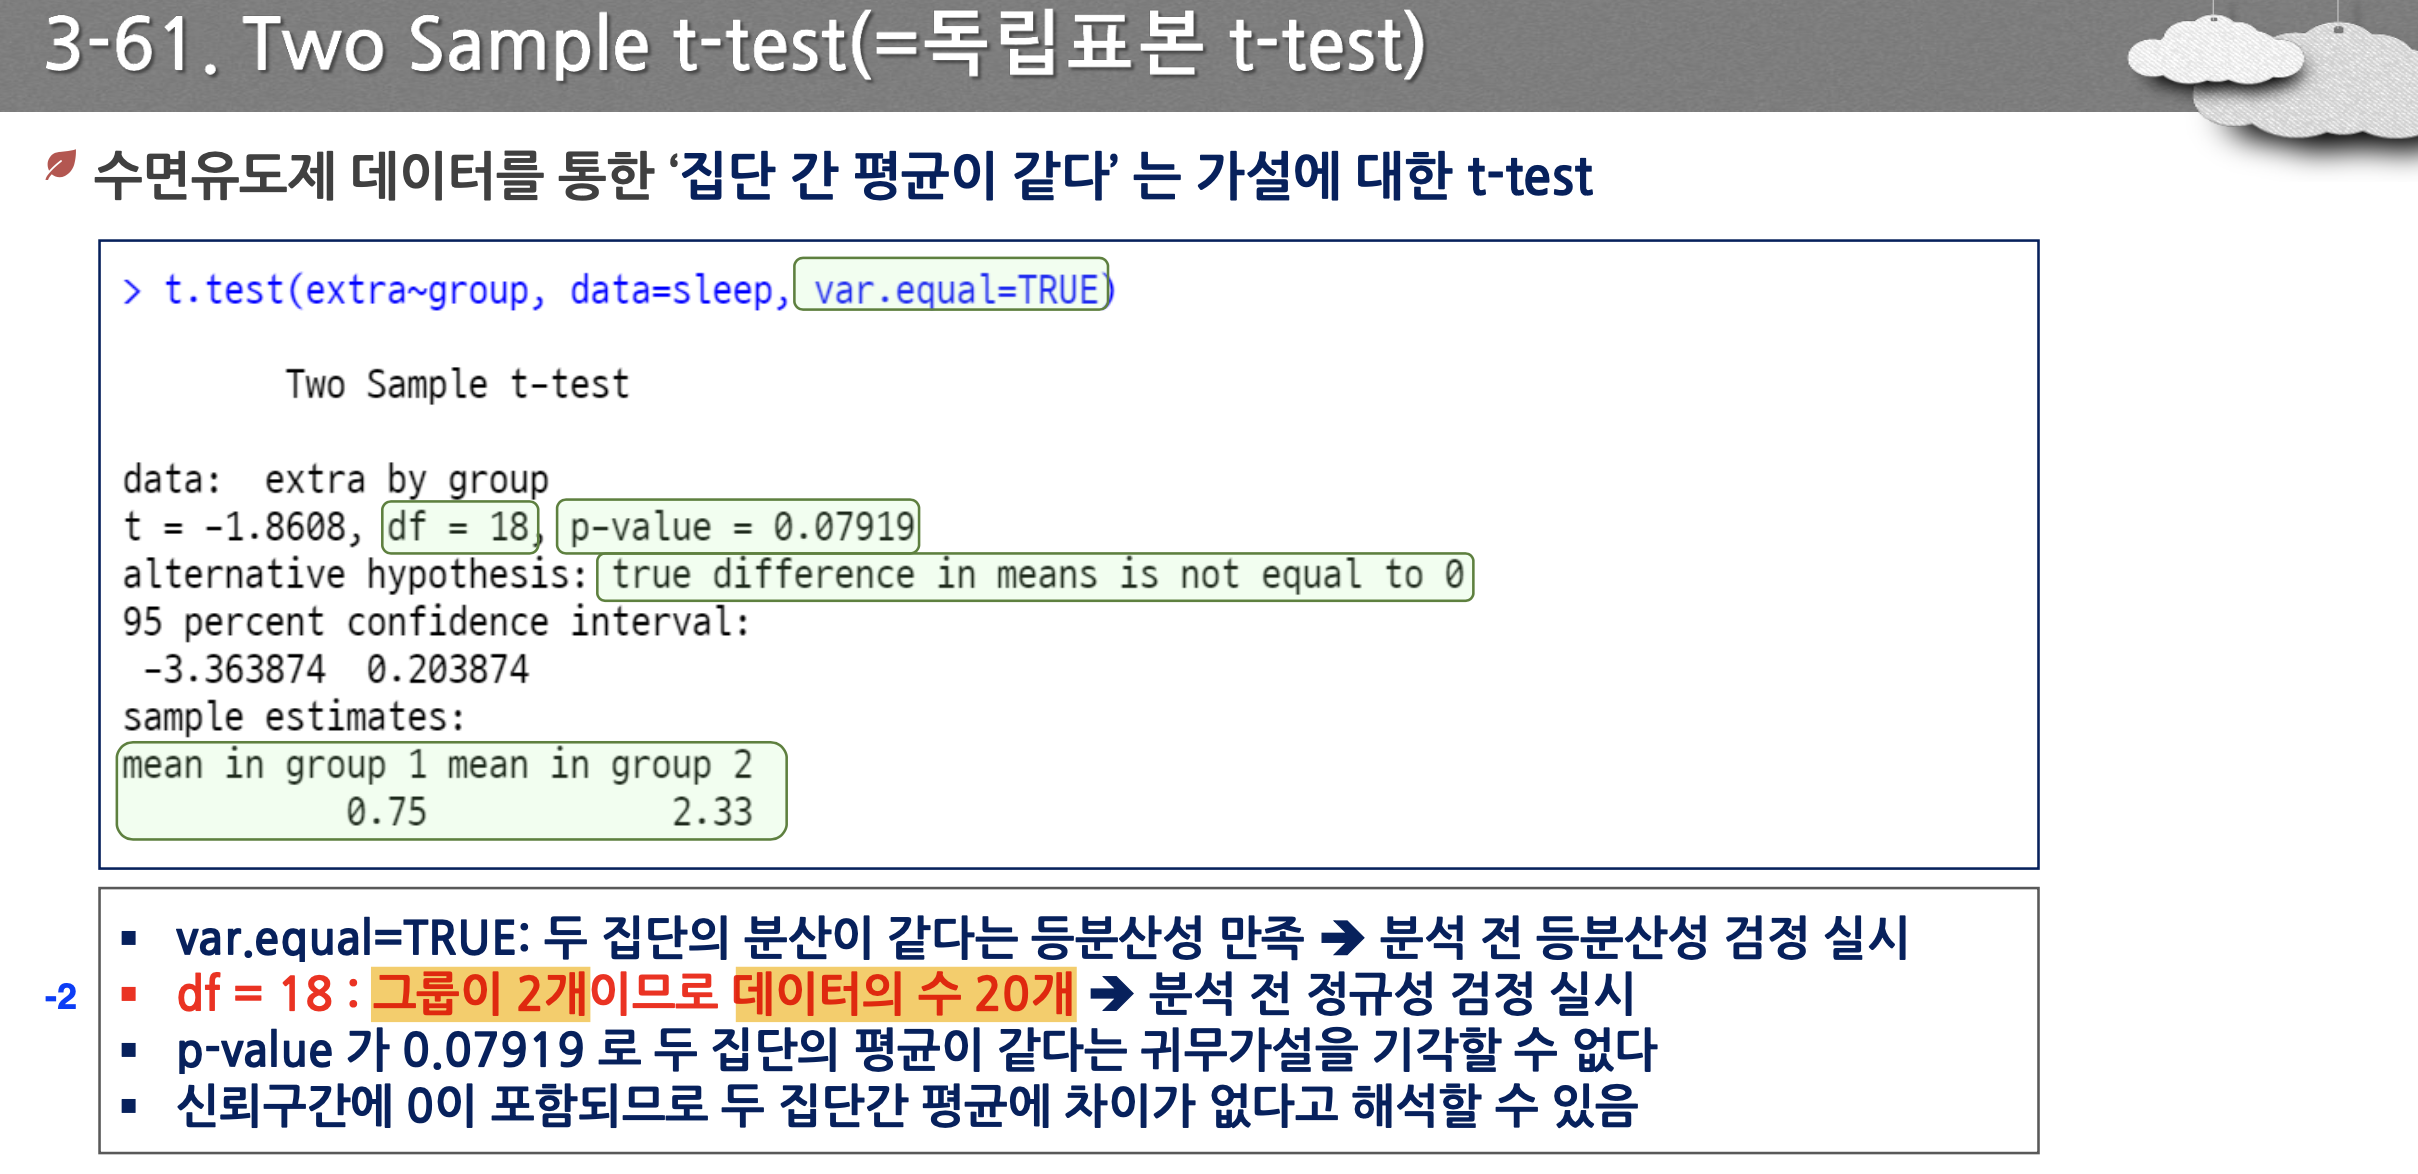 3-61. Two Sample t-test(=독립표본 t-test)
수면유도제 데이터를 통한 ‘집단 간 평균이 같다’ 는 가설에 대한 t-test
> t.test(extra~group, data=sleep, var.equal=TRUE)
Two Sample t-test
data:  extra by group
t = -1.8608, df = 18, p-value = 0.07919
alternative hypothesis: true difference in means is not equal to 0
95 percent confidence interval:
-3.363874  0.203874
sample estimates:
mean in group 1 mean in group 2
0.75            2.33
▪ var.equal=TRUE: 두 집단의 분산이 같다는 등분산성 만족 ➔ 분석 전 등분산성 검정 실시
-2 ▪ df = 18 : 그룹이 2개이므로 데이터의 수 20개 ➔ 분석 전 정규성 검정 실시
▪ p-value 가 0.07919 로 두 집단의 평균이 같다는 귀무가설을 기각할 수 없다
▪ 신뢰구간에 0이 포함되므로 두 집단간 평균에 차이가 없다고 해석할 수 있음